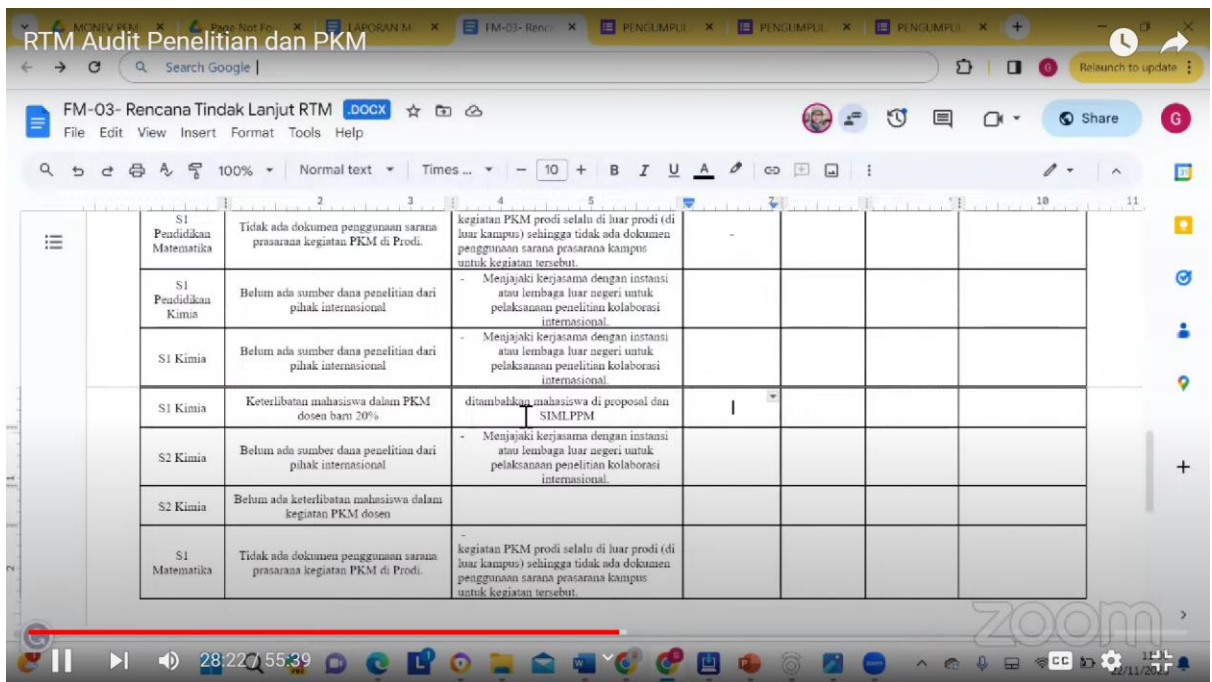 MONEV PEM
Page Not Fou
LAPORAN M
FM-03- Renca
PENGUMPUL
PENGUMPUL
PENGUMPUL
RTM Audit Penelitian dan PKM
Search Google
Relaunch to update
FM-03- Rencana Tindak Lanjut RTM .DOCX
Share
G
File Edit View Insert Format Tools Help
100% Normal text Times ... - 10 + B I U A
2 3 4 5 7 10 11
S1
Pendidikan
Matematika
Tidak ada dokumen penggunaan sarana
prasarana kegiatan PKM di Prodi.
kegiatan PKM prodi selalu di luar prodi (di
luar kampus) sehingga tidak ada dokumen
penggunaan sarana prasarana kampus
untuk kegiatan tersebut.
-
S1
Pendidikan
Kimia
Belum ada sumber dana penelitian dari
pihak internasional
- Menjajaki kerjasama dengan instansi
atau lembaga luar negeri untuk
pelaksanaan penelitian kolaborasi
internasional.
S1 Kimia
Belum ada sumber dana penelitian dari
pihak internasional
- Menjajaki kerjasama dengan instansi
atau lembaga luar negeri untuk
pelaksanaan penelitian kolaborasi
internasional.
S1 Kimia
Keterlibatan mahasiswa dalam PKM
dosen baru 20%
ditambahkan mahasiswa di proposal dan
SIMLPPM
S2 Kimia
Belum ada sumber dana penelitian dari
pihak internasional
- Menjajaki kerjasama dengan instansi
atau lembaga luar negeri untuk
pelaksanaan penelitian kolaborasi
internasional.
S2 Kimia
Belum ada keterlibatan mahasiswa dalam
kegiatan PKM dosen
S1
Matematika
Tidak ada dokumen penggunaan sarana
prasarana kegiatan PKM di Prodi.
-
kegiatan PKM prodi selalu di luar prodi (di
luar kampus) sehingga tidak ada dokumen
penggunaan sarana prasarana kampus
untuk kegiatan tersebut.
zoom
28:22 / 55:39
CC